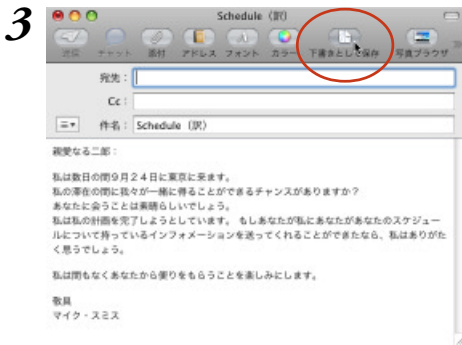 3
Schedule（訳）
送信 チャット 添付 アドレス フォント カラー 下書きとして保存 写真ブラウザ
宛先：
Cc：
件名： Schedule（訳）
親愛なる二郎：
私は数日の間9月24日に東京に来ます。
私の滞在の間に我々が一緒に得ることができるチャンスがありますか？
あなたに会うことは素晴らしいでしょう。
私は私の計画を完了しようとしています。 もしあなたが私にあなたがあなたのスケジュー
ルについて持っているインフォメーションを送ってくれることができたなら、私はありがた
く思うでしょう。
私は間もなくあなたから便りをもらうことを楽しみにします。
敬具
マイク・スミス